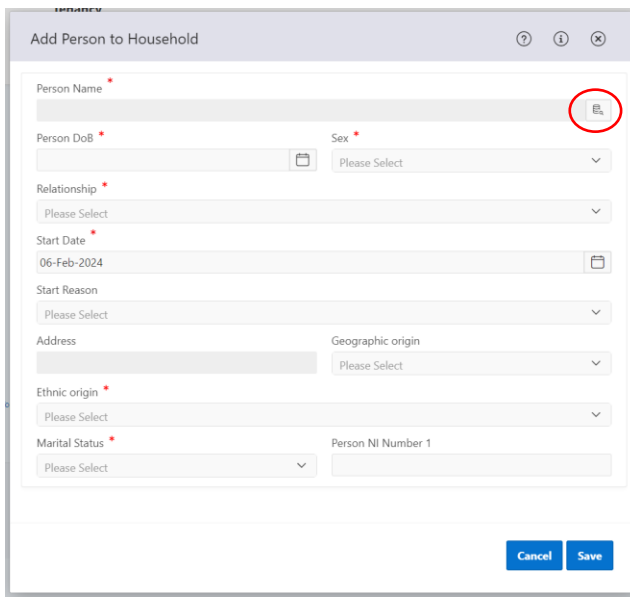 Tenancy
Add Person to Household
Person Name *
Person DoB * Sex *
Please Select
Relationship *
Please Select
Start Date *
06-Feb-2024
Start Reason
Please Select
Address Geographic origin
Please Select
Ethnic origin *
Please Select
Marital Status * Person NI Number 1
Please Select
Cancel Save